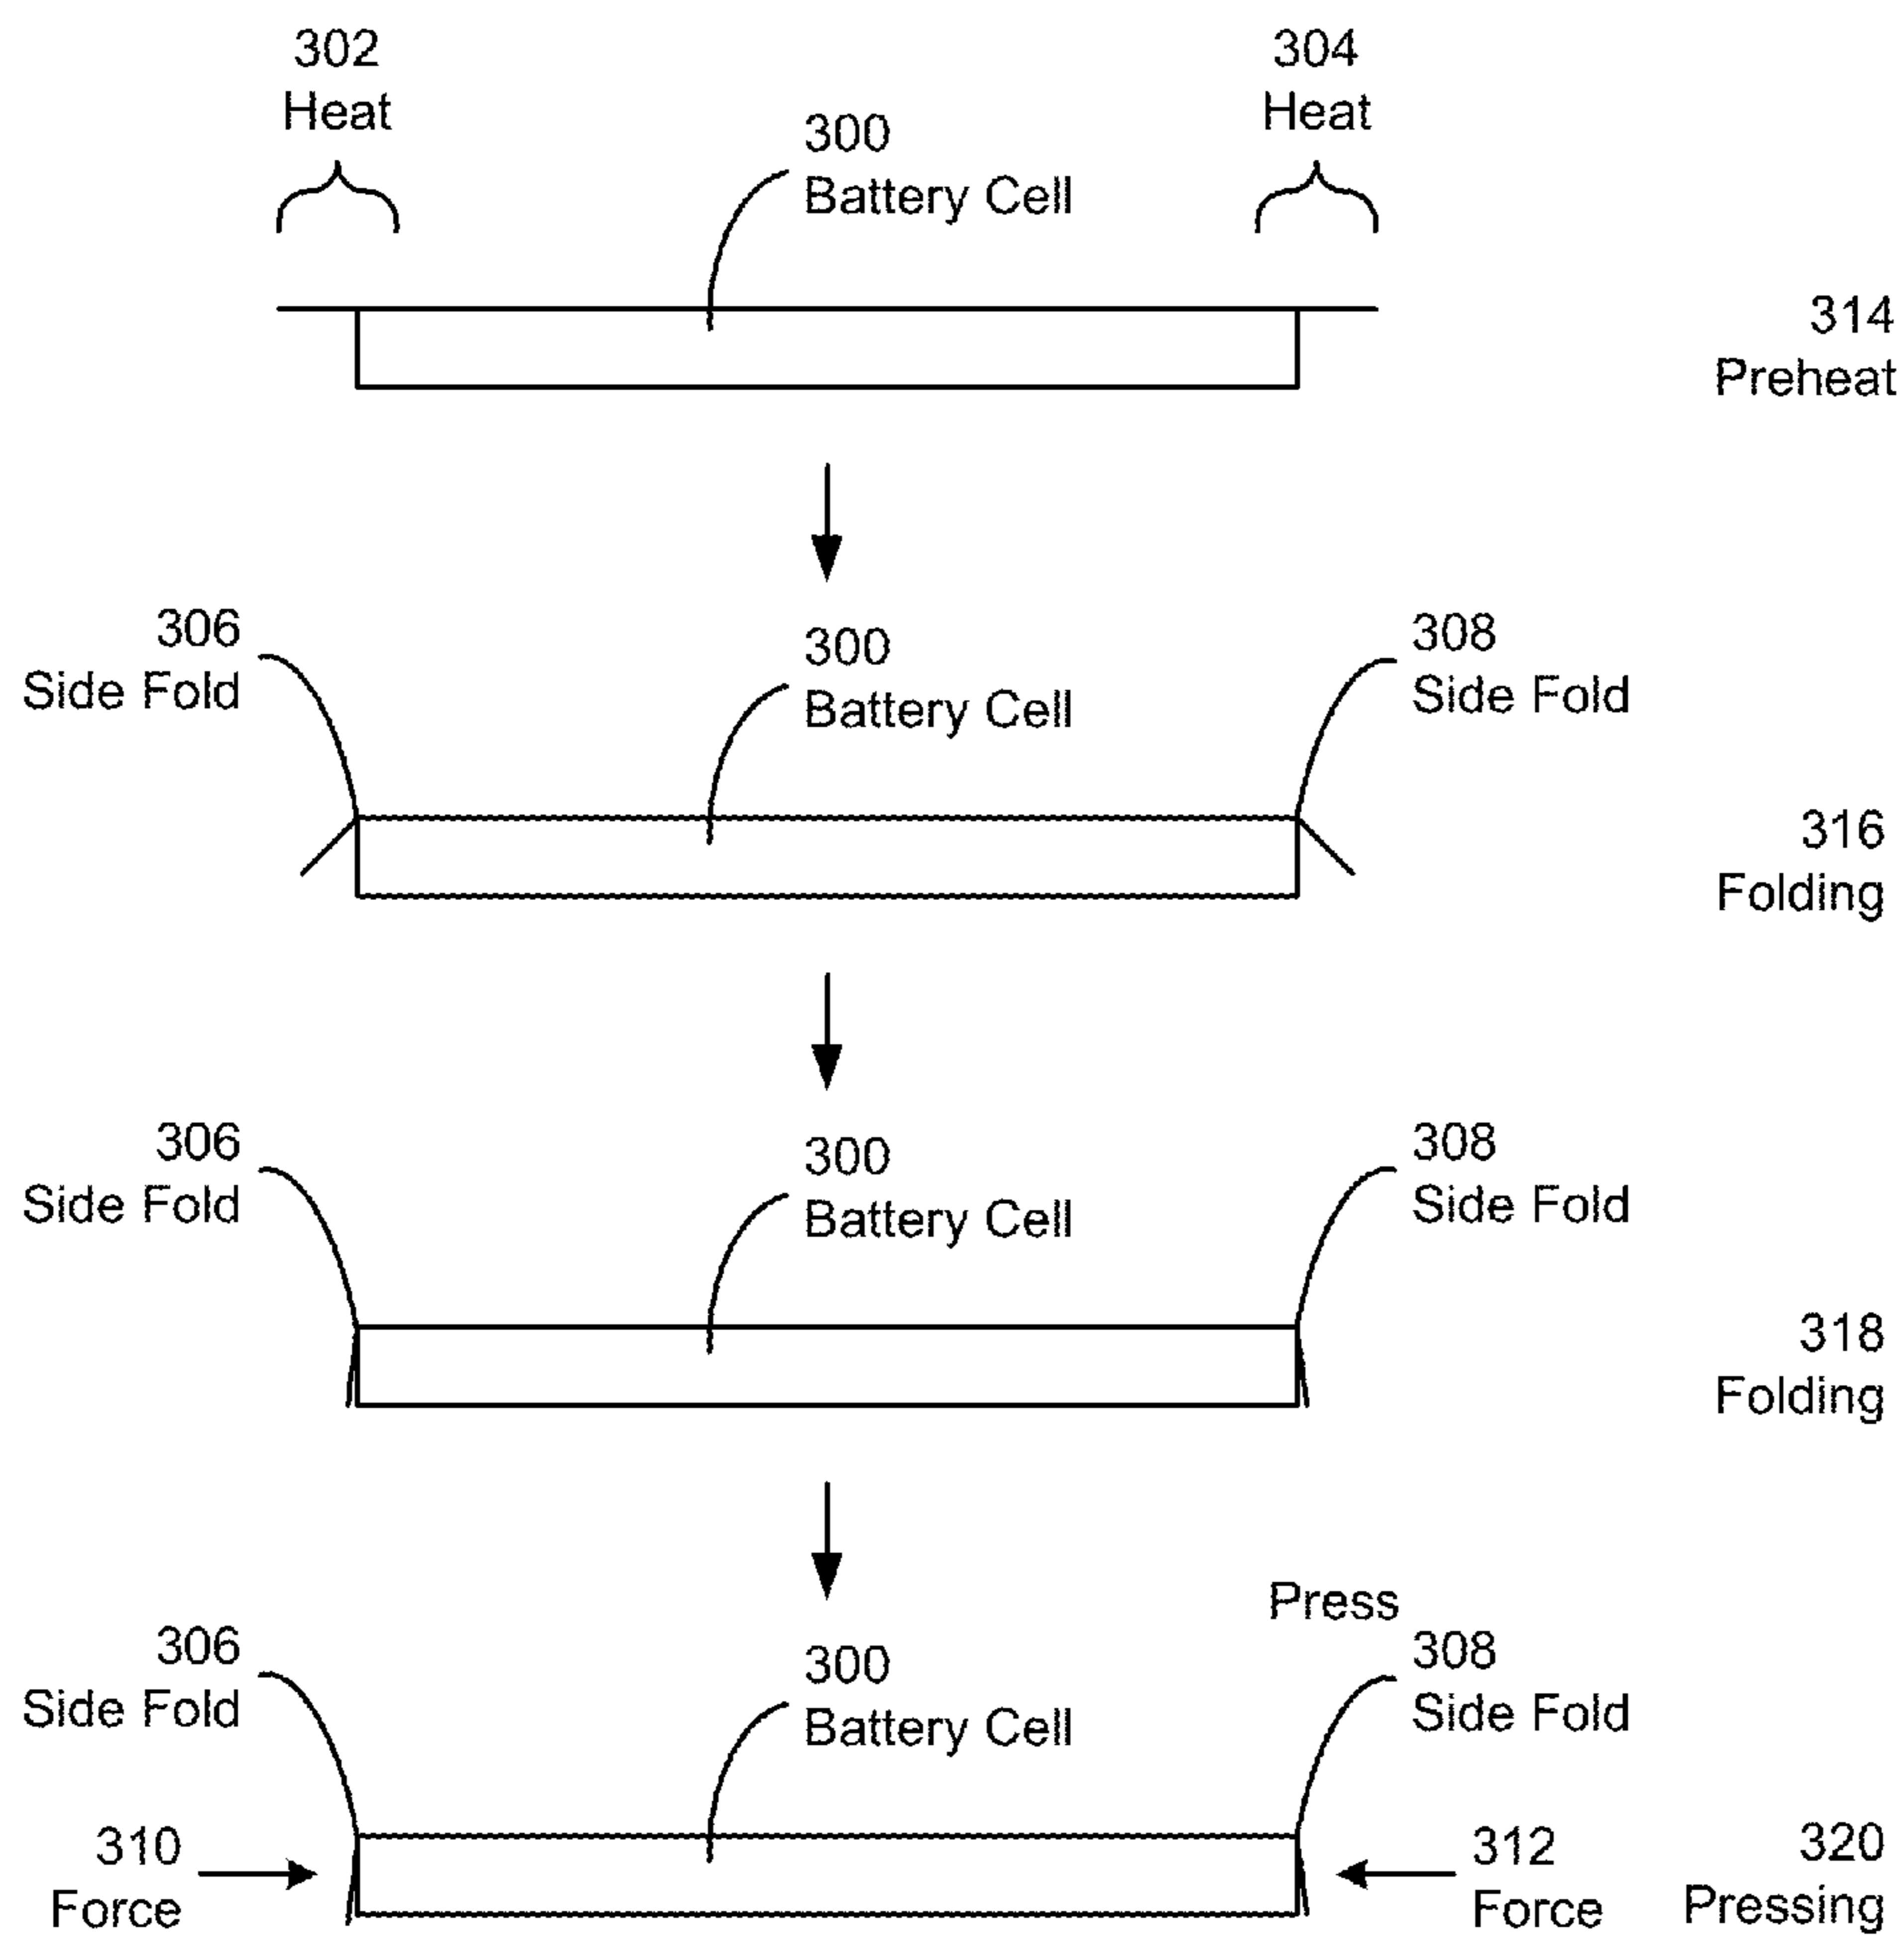 302
Heat
304
Heat
300
Battery Cell
314
Preheat
306
Side Fold
300
Battery Cell
308
Side Fold
316
Folding
306
Side Fold
300
Battery Cell
308
Side Fold
318
Folding
Press
306
Side Fold
300
Battery Cell
308
Side Fold
310
Force
312
Force
320
Pressing